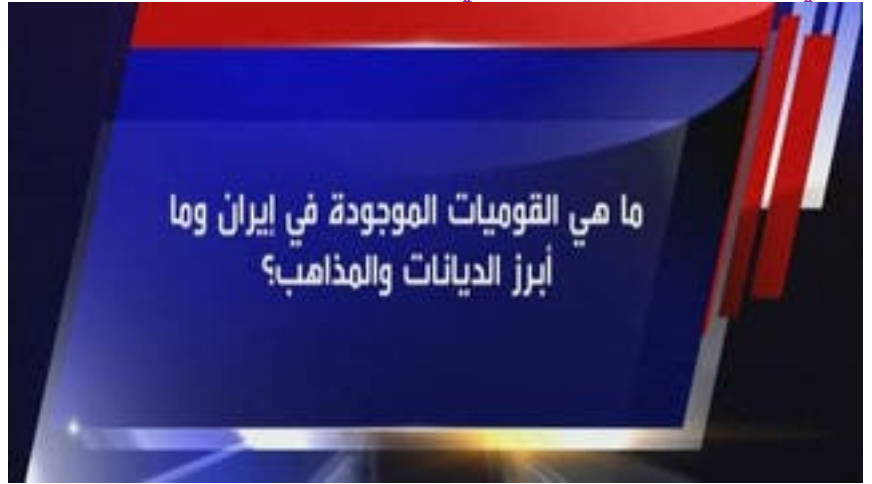 ما هي القوميات الموجودة في إيران وما
أبرز الديانات والمذاهب؟